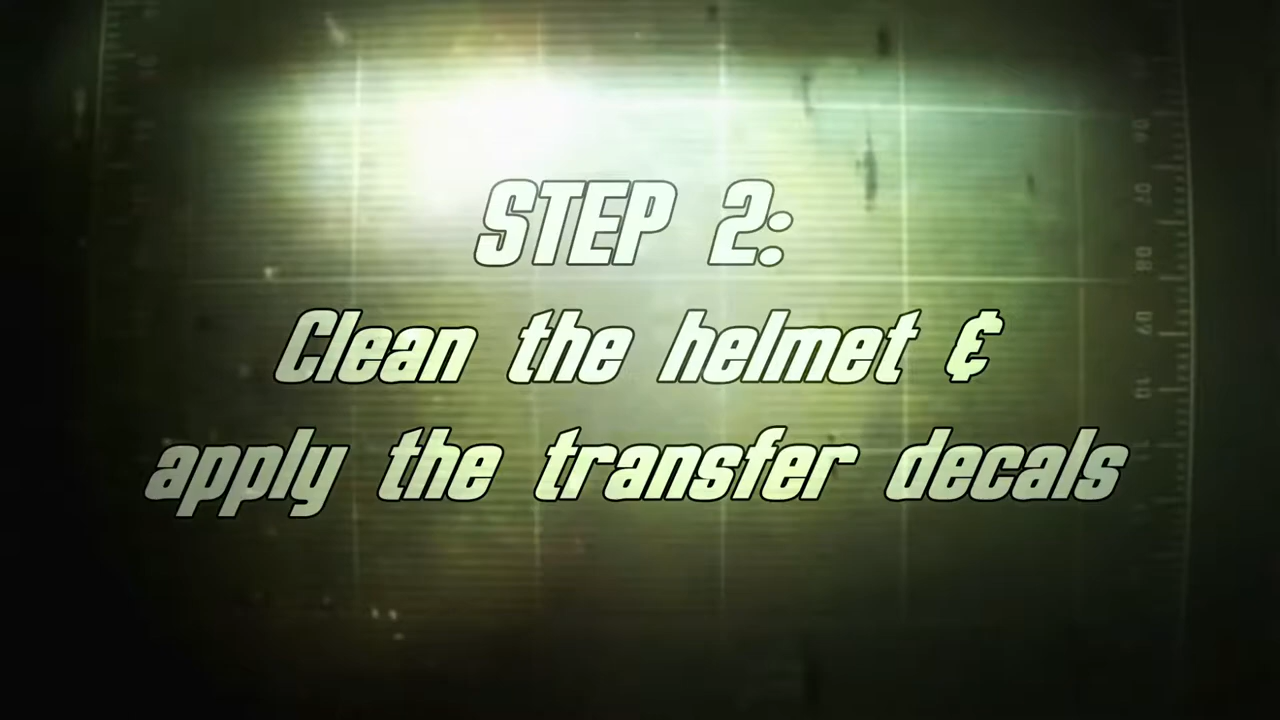 STEP 2:
Clean the helmet &
apply the transfer decals